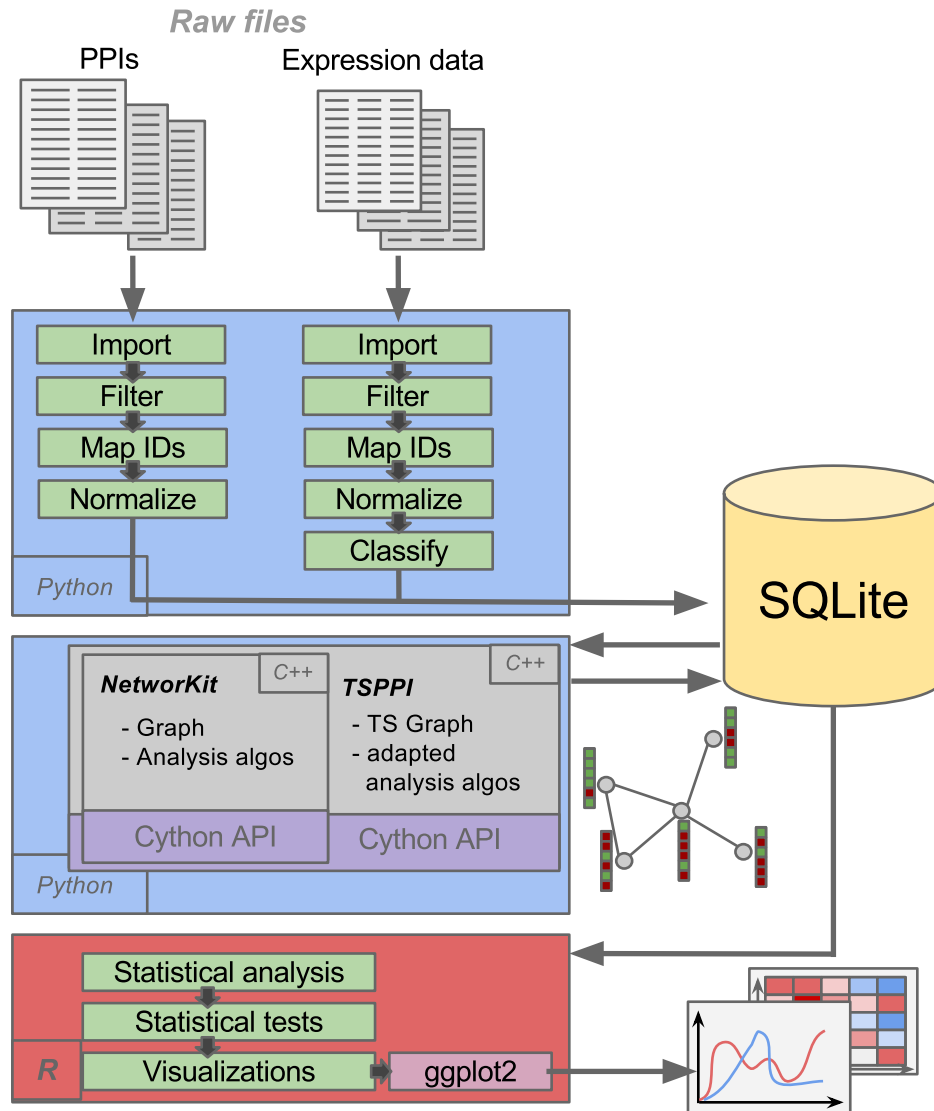 Raw files
PPIs
Expression data
Import
Filter
Map IDs
Normalize
Import
Filter
Map IDs
Normalize
Classify
Python
SQLite
C++
C++
NetworKit
- Graph
- Analysis algos
TSPPI
- TS Graph
- adapted
analysis algos
Cython API
Cython API
Python
Statistical analysis
Statistical tests
Visualizations
ggplot2
R